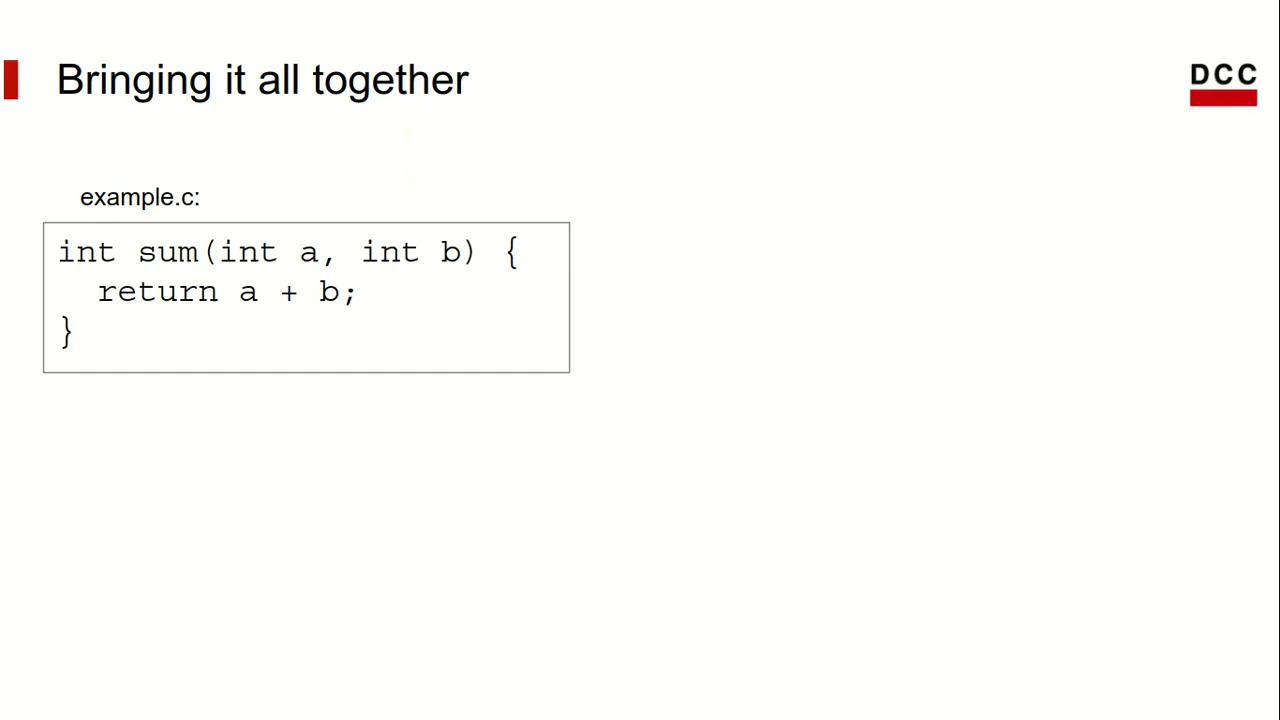 Bringing it all together
DCC
example.c:
int sum(int a, int b) {
  return a + b;
}